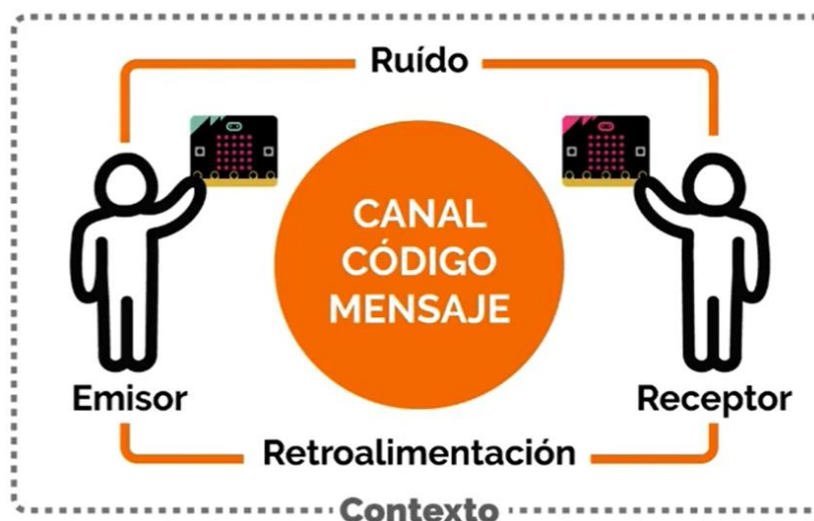 Ruído
CANAL
CÓDIGO
MENSAJE
Emisor
Receptor
Retroalimentación
Contexto